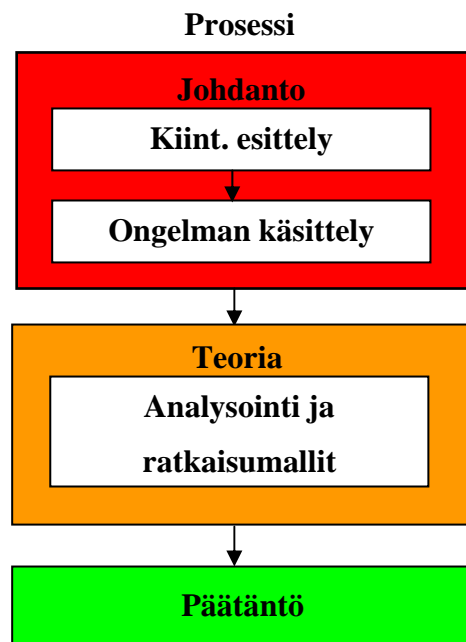 Prosessi
Johdanto
Kiint. esittely
Ongelman käsittely
Teoria
Analysointi ja
ratkaisumallit
Päätäntö